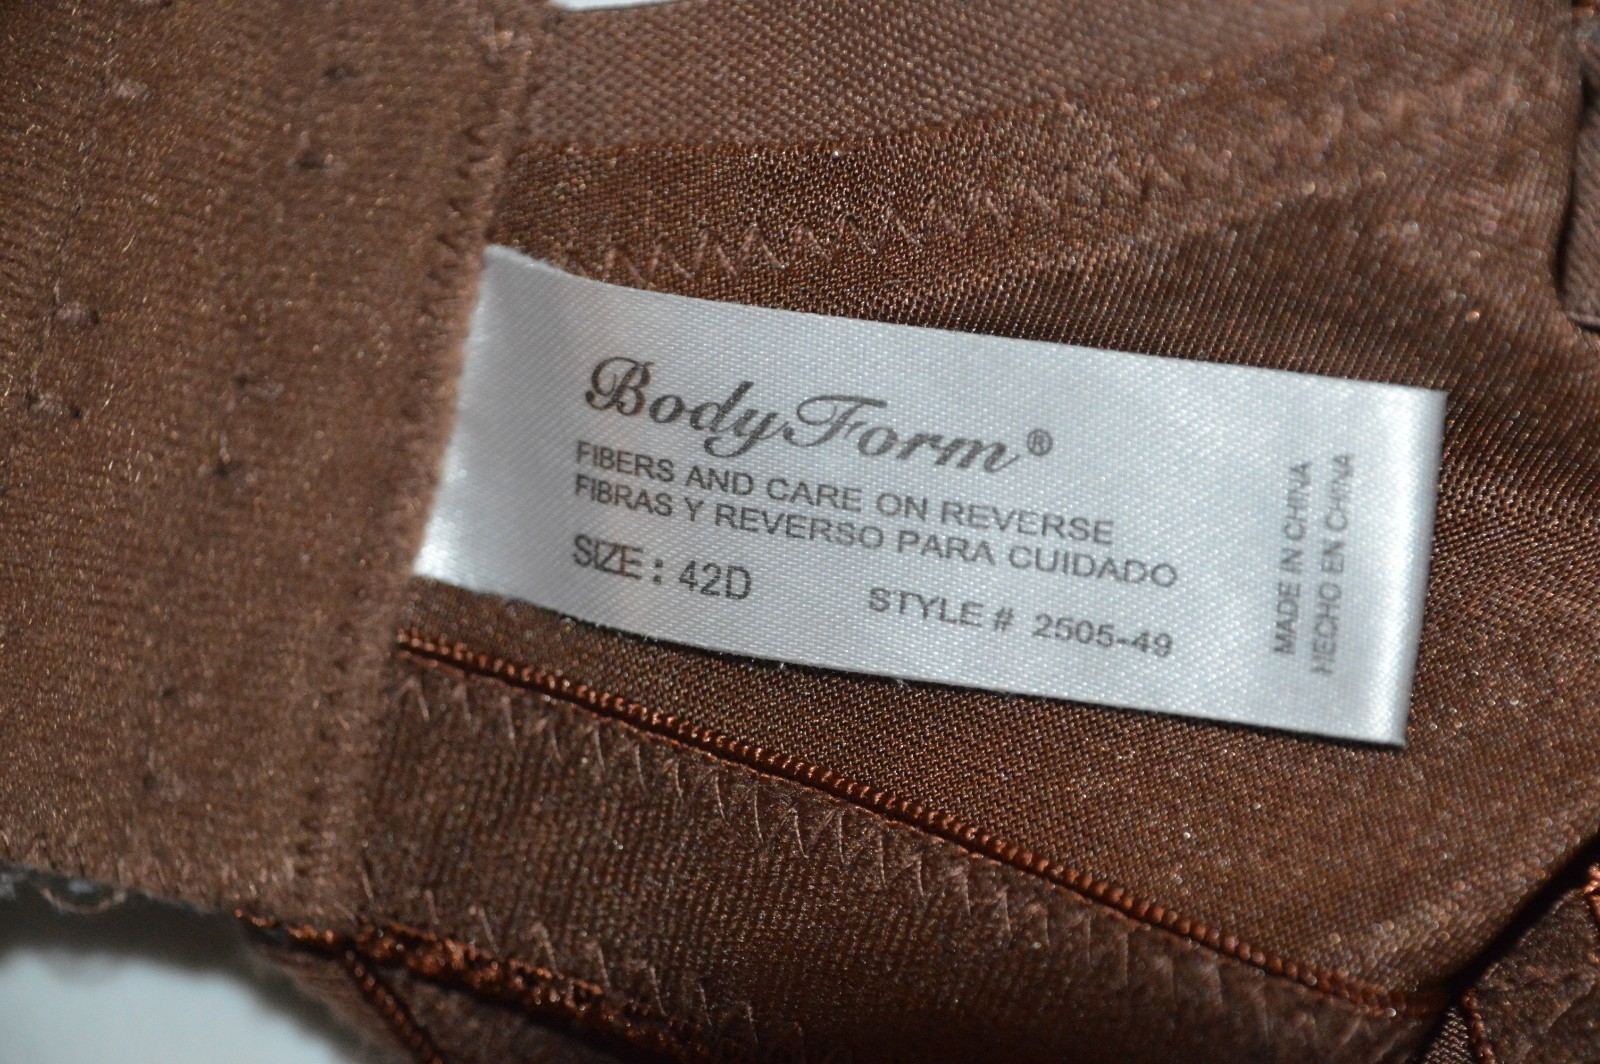 BodyForm®
FIBERS AND CARE ON REVERSE
FIBRAS Y REVERSO PARA CUIDADO
SIZE: 42D
STYLE # 2505-49
MADE IN CHINA
HECHO EN CHINA